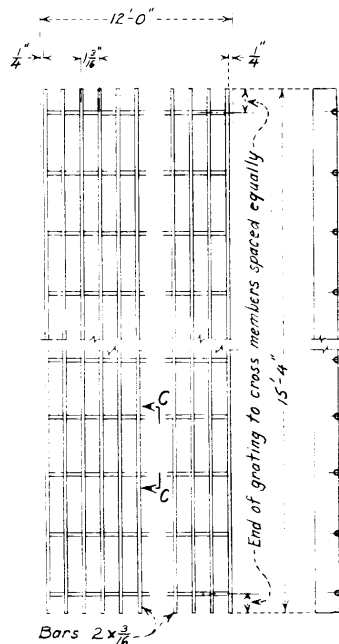 12'-0"
1/4" 1 3/16" 1/4"
End of grating to cross members spaced equally
15'-4"
C
C
Bars 2 x 3/16